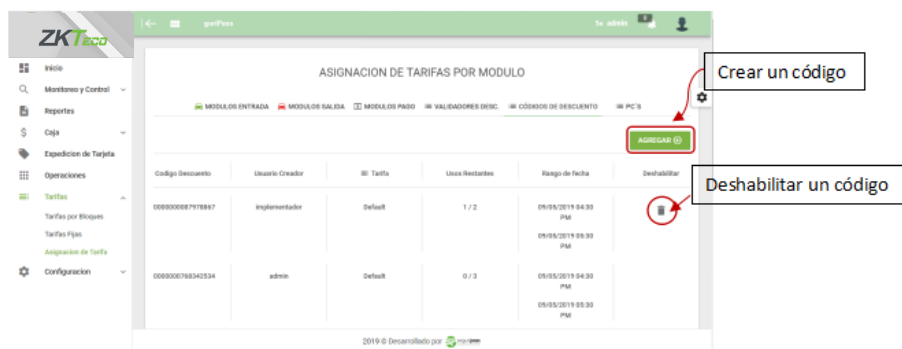 ZKTeco
Inicio
Monitoreo y Control
Reportes
Caja
Expedicion de Tarjeta
Operaciones
Tarifas
Tarifas por Bloques
Tarifas Fijas
Asignacion de Tarifa
Configuracion
admin
ASIGNACION DE TARIFAS POR MODULO
MODULOS ENTRADA MODULOS SALIDA MODULOS PAGO VALIDADORES DESC. CÓDIGOS DE DESCUENTO PC'S
AGREGAR
Codigo Descuento Usuario Creador Tarifa Usos Restantes Rango de Fecha Deshabilitar
0000000087978867 implementador Default 1 / 2 09/05/2019 04:30
PM
09/05/2019 05:30
PM
0000000760342534 admin Default 0 / 3 09/05/2019 04:30
PM
09/05/2019 05:30
PM
2019 © Desarrollado por
Crear un código
Deshabilitar un código